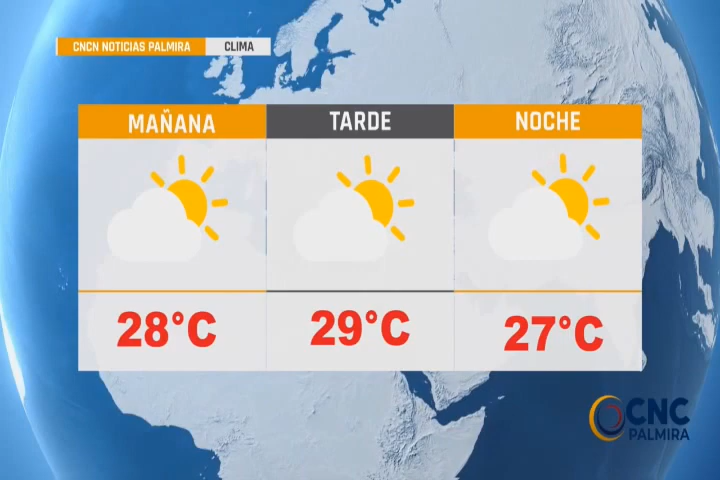 CNCN NOTICIAS PALMIRA CLIMA
MAÑANA TARDE NOCHE
28°C 29°C 27°C
CNC
PALMIRA